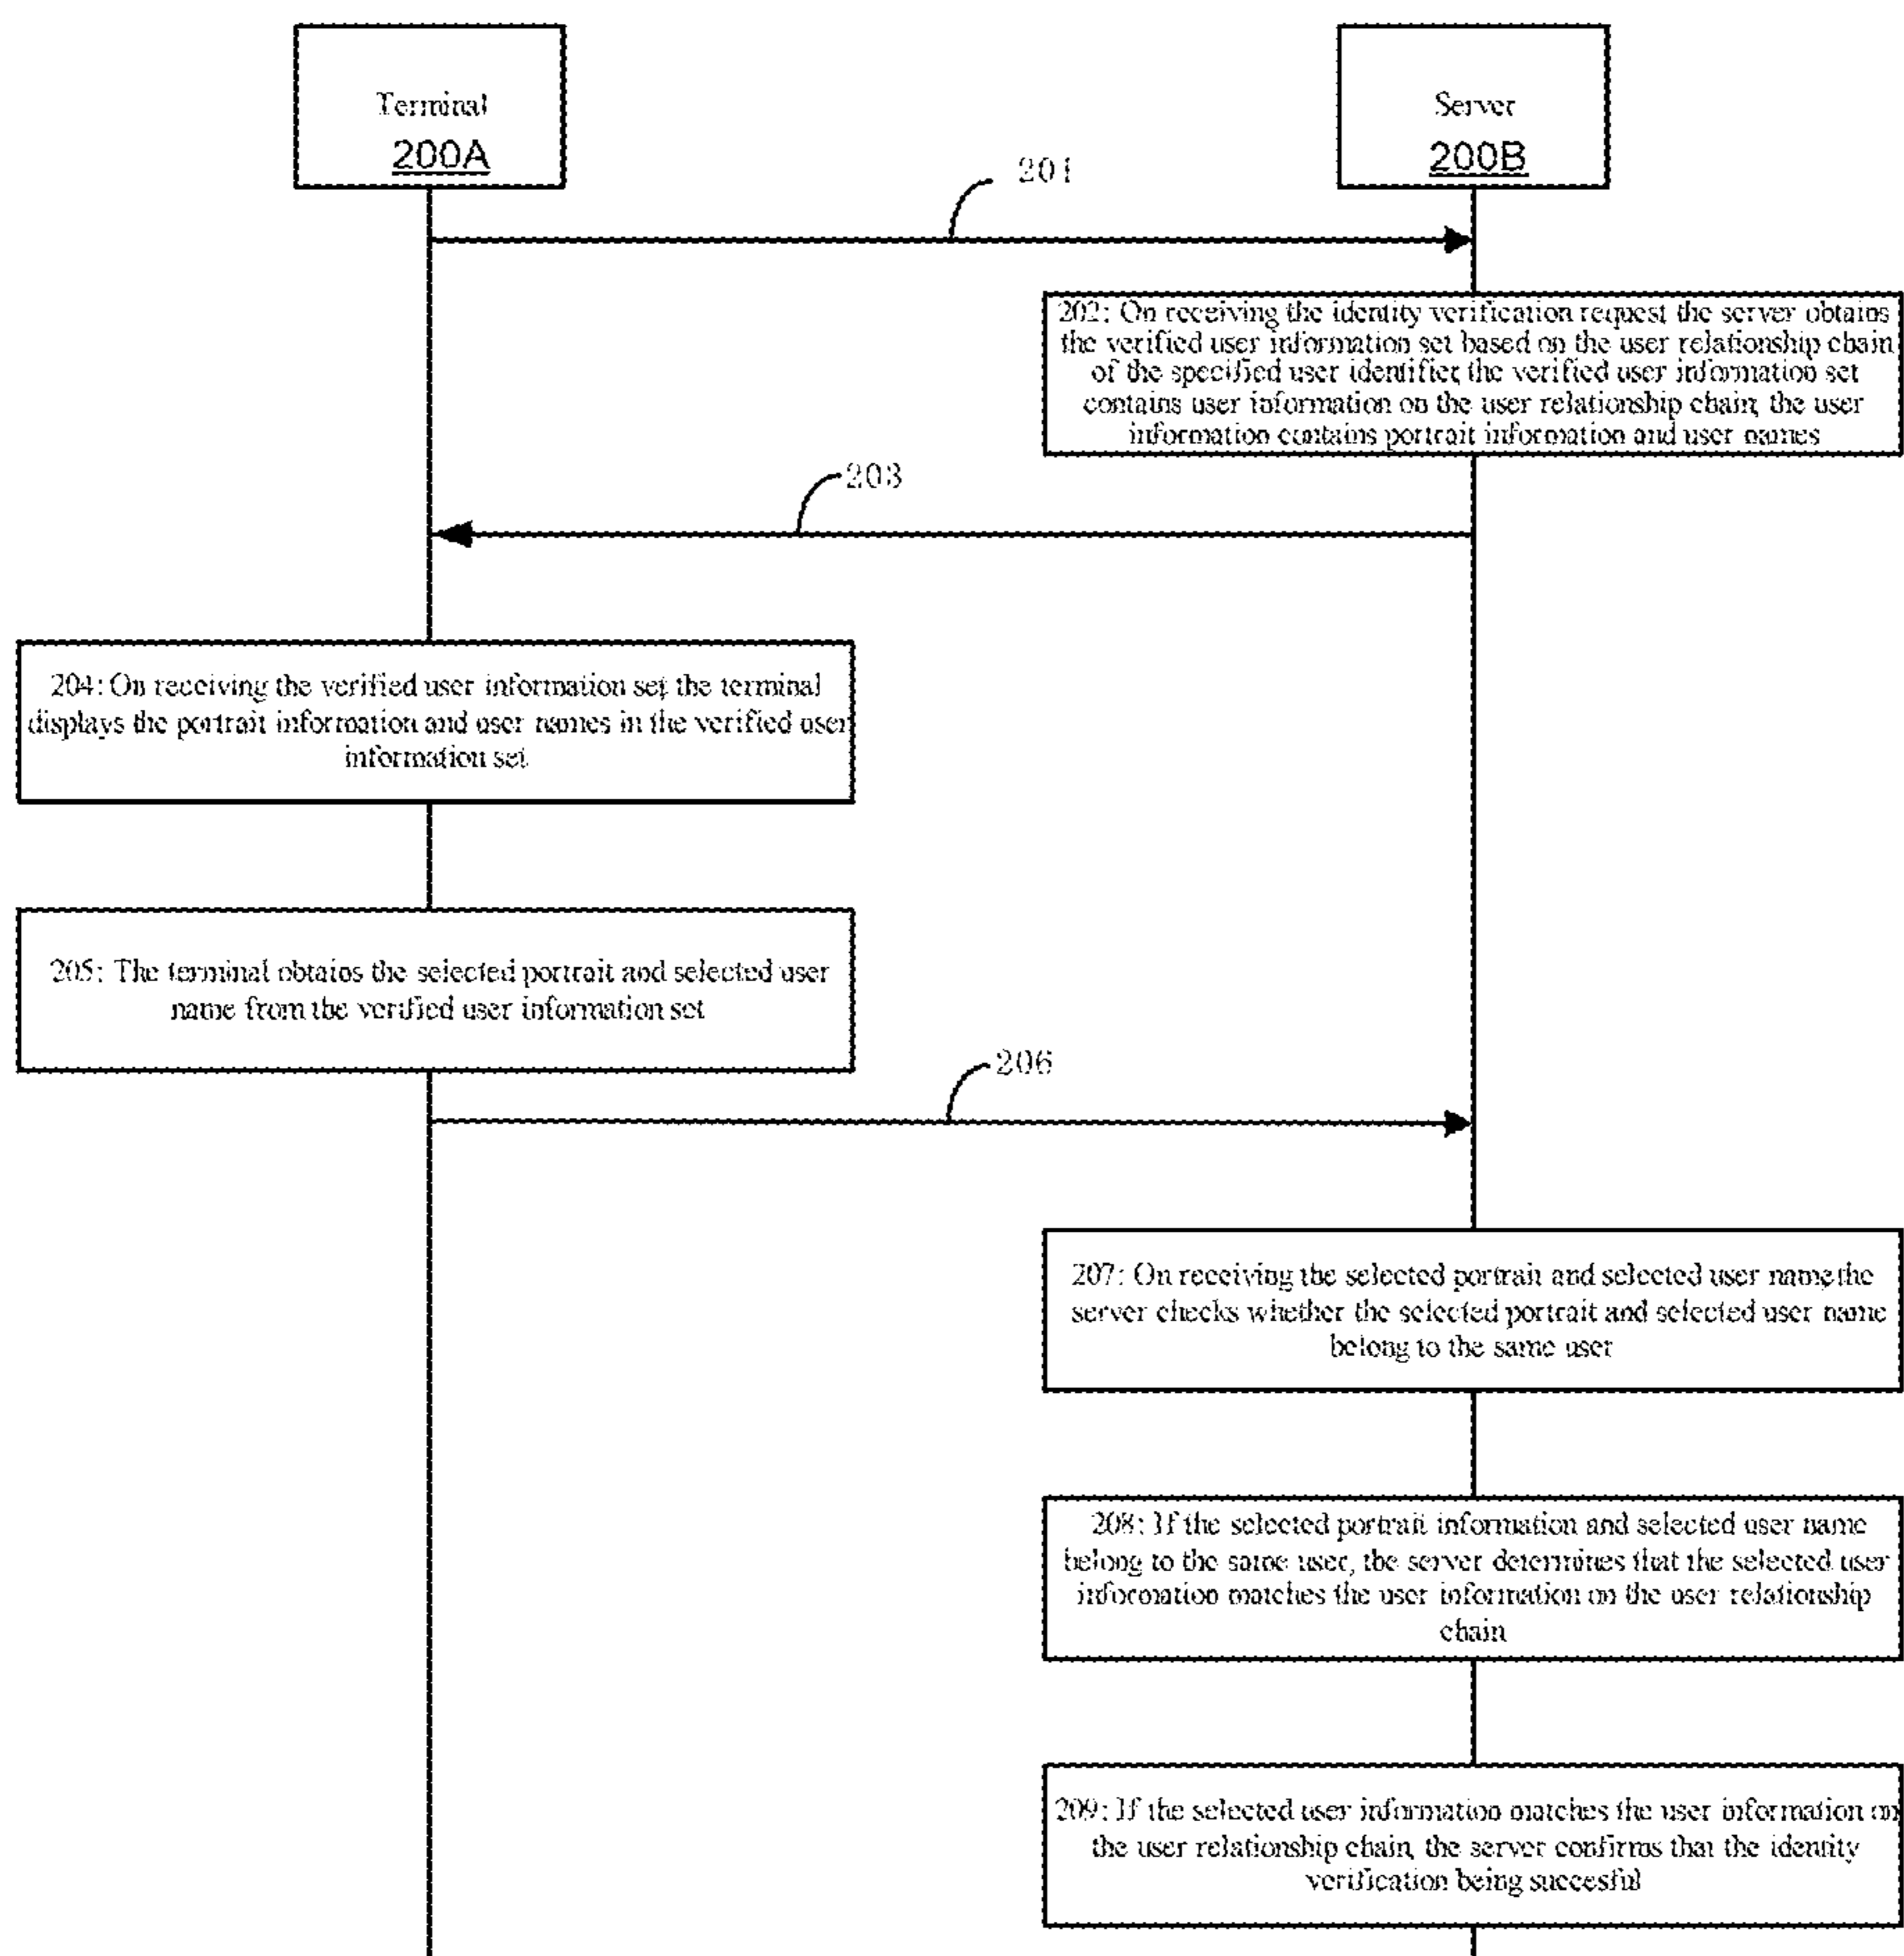 Terminal
200A
Server
200B
201
202: On receiving the identity verification request the server obtains
the verified user information set based on the user relationship chain
of the specified user identifier, the verified user information set
contains user information on the user relationship chain, the user
information contains portrait information and user names
203
204: On receiving the verified user information set, the terminal
displays the portrait information and user names in the verified user
information set
205: The terminal obtains the selected portrait and selected user
name from the verified user information set
206
207: On receiving the selected portrait and selected user name, the
server checks whether the selected portrait and selected user name
belong to the same user
208: If the selected portrait information and selected user name
belong to the same user, the server determines that the selected user
information matches the user information on the user relationship
chain
209: If the selected user information matches the user information on
the user relationship chain, the server confirms that the identity
verification being succesful